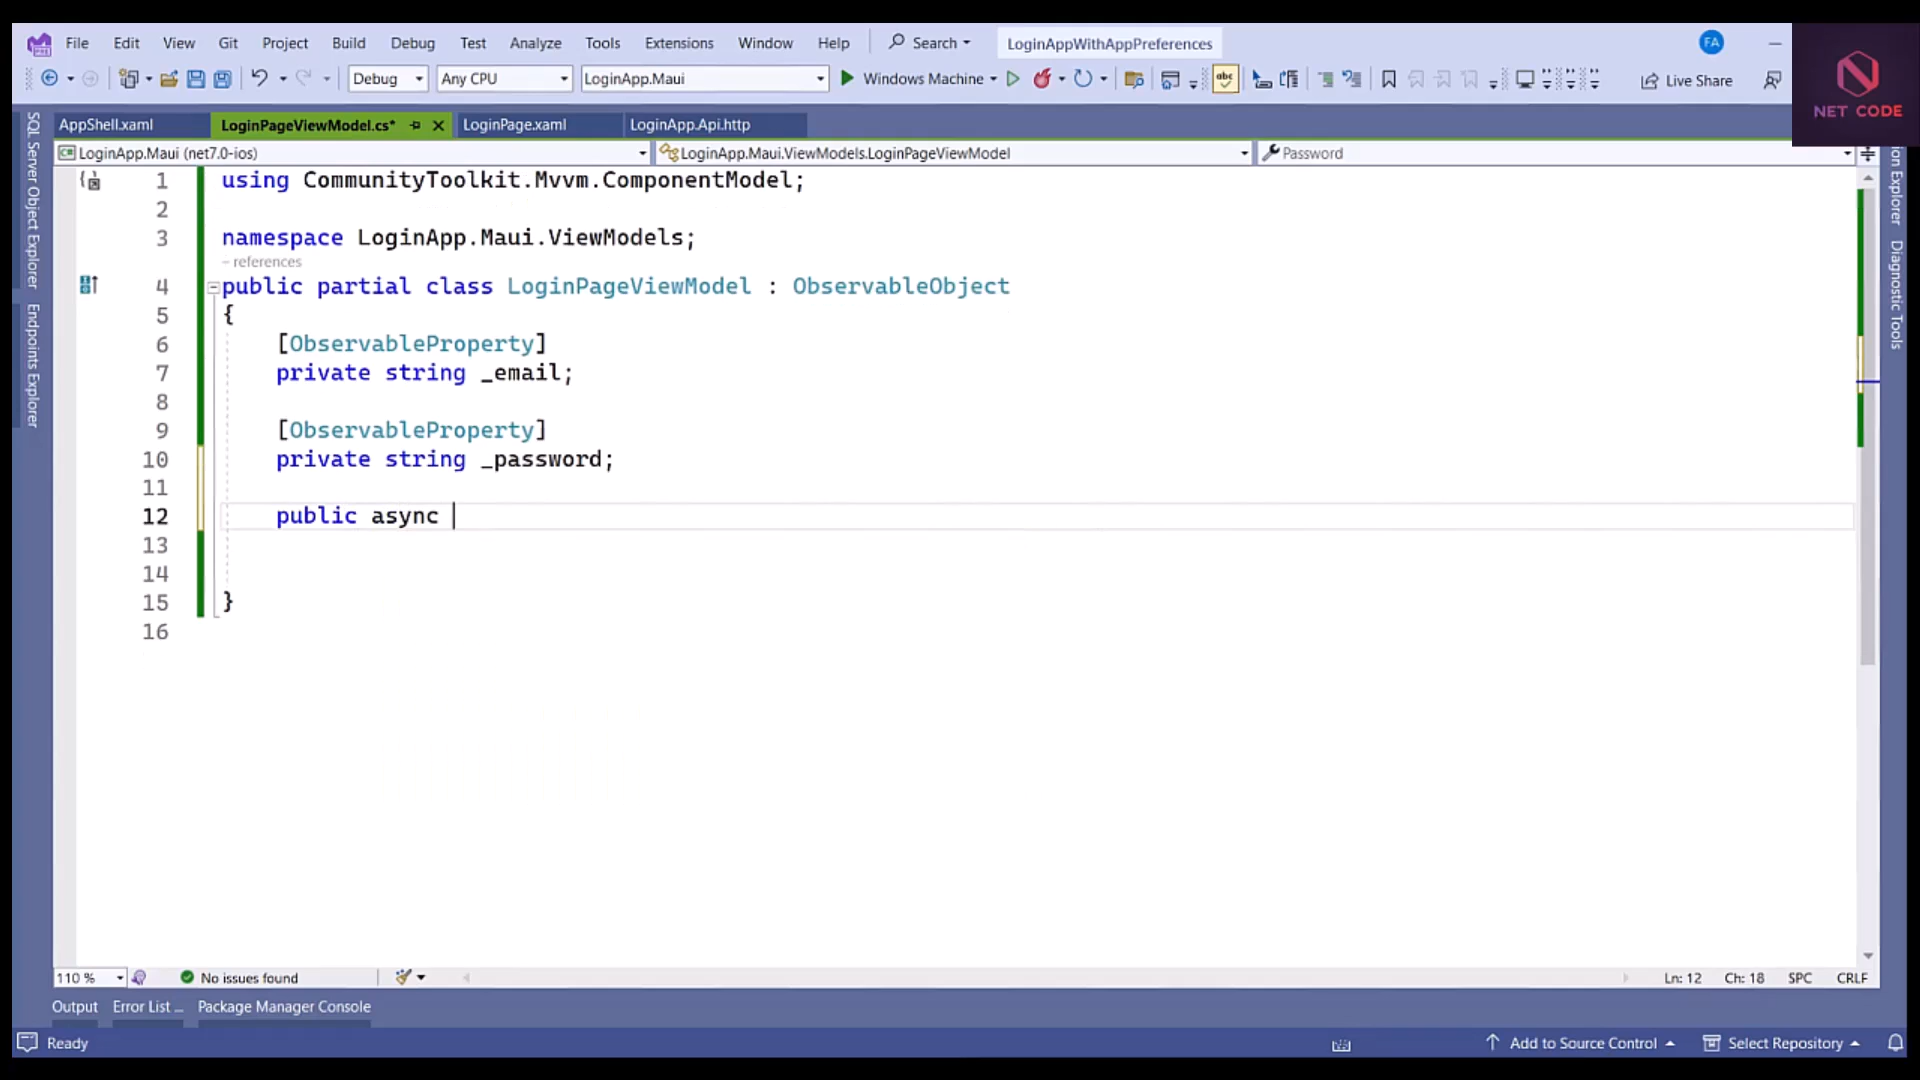 File Edit View Git Project Build Debug Test Analyze Tools Extensions Window Help Search LoginAppWithAppPreferences FA
Debug Any CPU LoginApp.Maui Windows Machine abc Live Share
NET CODE
AppShell.xaml LoginPageViewModel.cs* LoginPage.xaml LoginApp.Api.http
LoginApp.Maui (net7.0-ios) LoginApp.Maui.ViewModels.LoginPageViewModel Password
SQL Server Object Explorer
Endpoints Explorer
1 using CommunityToolkit.Mvvm.ComponentModel;
2
3 namespace LoginApp.Maui.ViewModels;
– references
4 public partial class LoginPageViewModel : ObservableObject
5 {
6 [ObservableProperty]
7 private string _email;
8
9 [ObservableProperty]
10 private string _password;
11
12 public async
13
14
15 }
16
ion Explorer
Diagnostic Tools
110 % No issues found Ln: 12 Ch: 18 SPC CRLF
Output Error List ... Package Manager Console
Ready Add to Source Control Select Repository